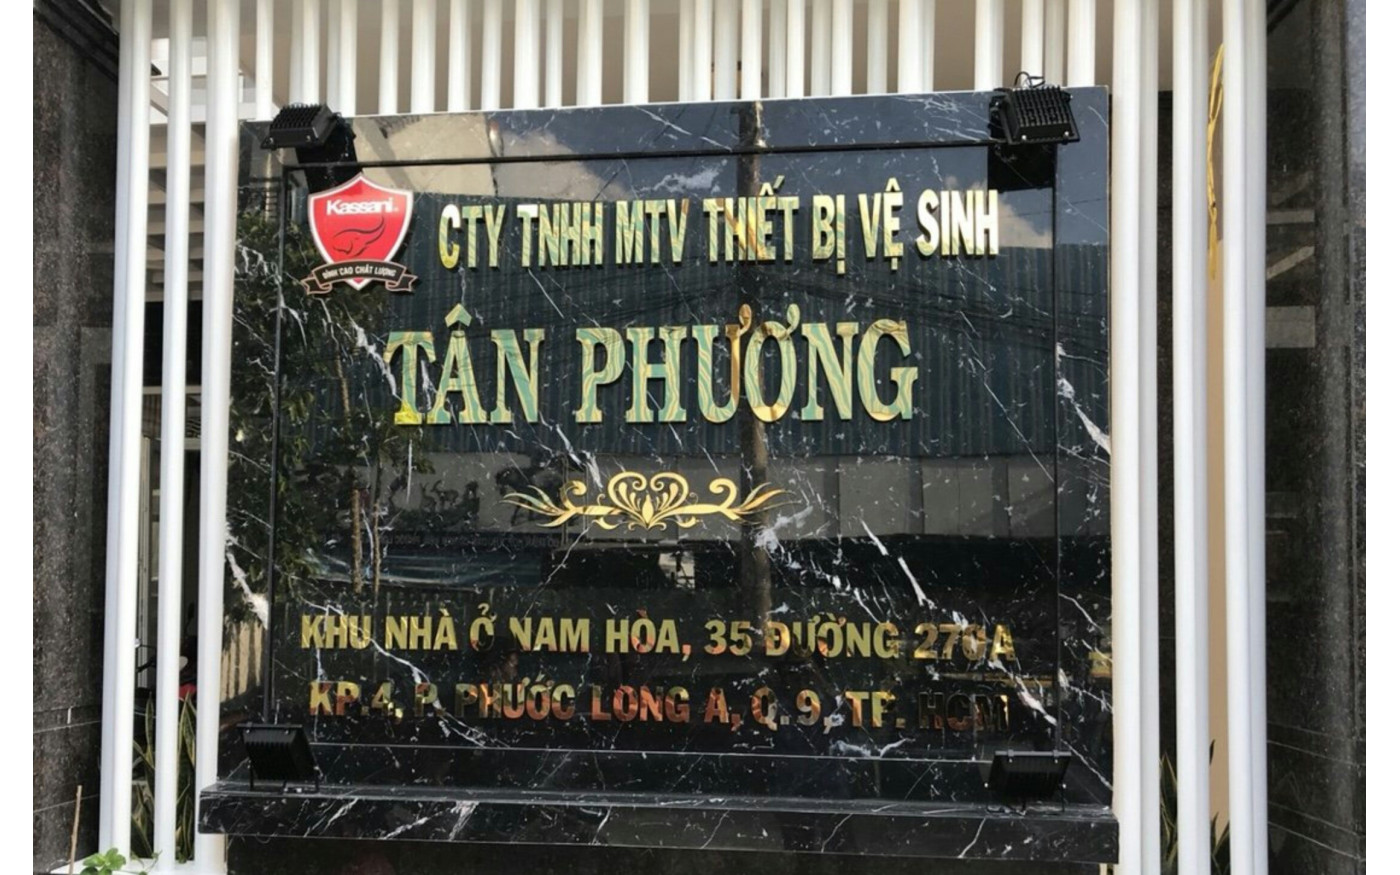 Kassani
ĐỈNH CAO CHẤT LƯỢNG
CTY TNHH MTV THIẾT BỊ VỆ SINH
TÂN PHƯƠNG
KHU NHÀ Ở NAM HÒA, 35 ĐƯỜNG 270A
KP.4, P. PHƯỚC LONG A, Q.9, TP. HCM